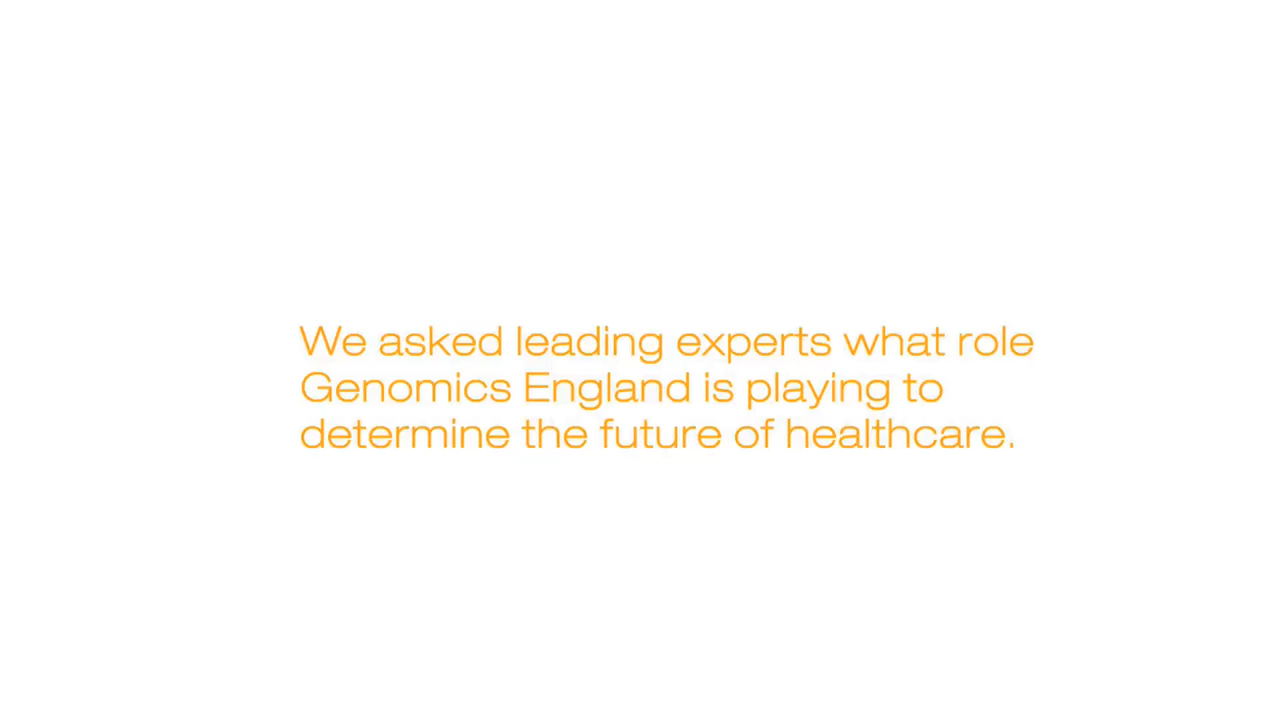 We asked leading experts what role
Genomics England is playing to
determine the future of healthcare.